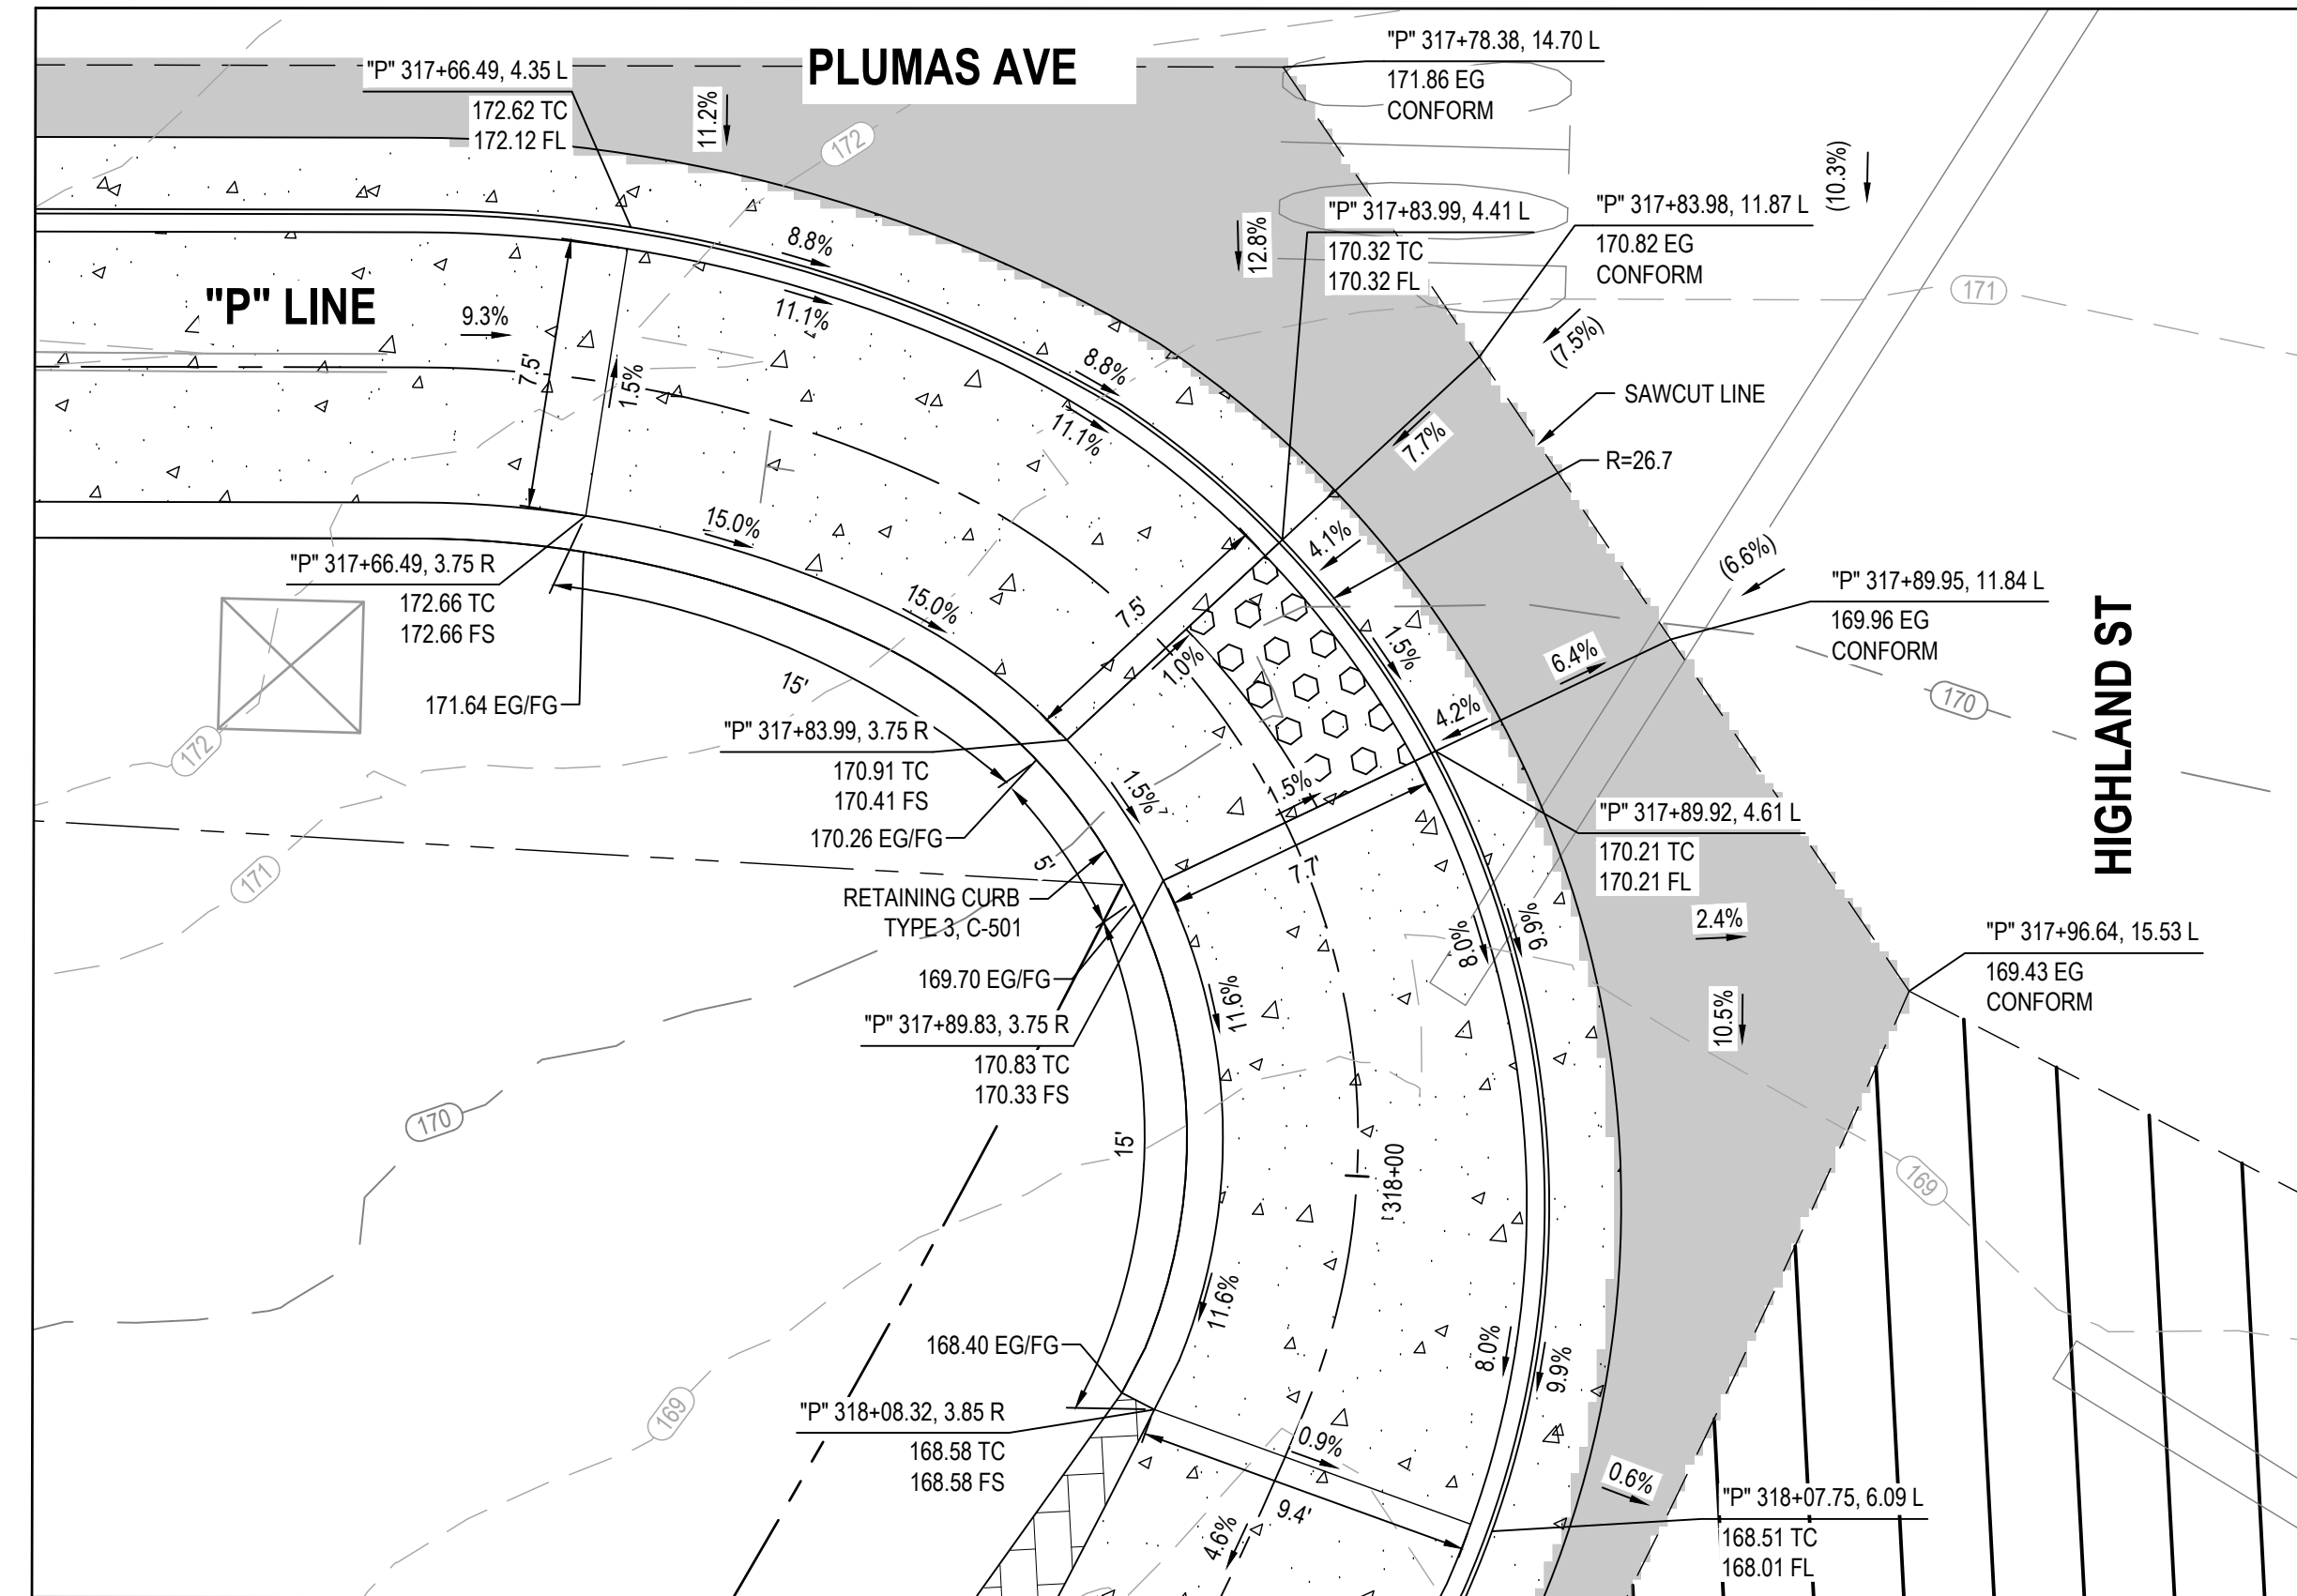 PLUMAS AVE
"P" 317+78.38, 14.70 L
171.86 EG
CONFORM
"P" 317+66.49, 4.35 L
172.62 TC
172.12 FL
11.2%
172
(10.3%)
"P" 317+83.99, 4.41 L
170.32 TC
170.32 FL
"P" 317+83.98, 11.87 L
170.82 EG
CONFORM
12.8%
8.8%
171
"P" LINE
9.3%
11.1%
(7.5%)
7.5'
1.5%
8.8%
11.1%
SAWCUT LINE
7.7%
R=26.7
15.0%
4.1%
(6.6%)
"P" 317+66.49, 3.75 R
172.66 TC
172.66 FS
"P" 317+89.95, 11.84 L
169.96 EG
CONFORM
HIGHLAND ST
15.0%
7.5'
1.0%
1.5%
6.4%
15'
171.64 EG/FG
4.2%
170
172
"P" 317+83.99, 3.75 R
170.91 TC
170.41 FS
1.5%
1.5%
170.26 EG/FG
"P" 317+89.92, 4.61 L
170.21 TC
170.21 FL
5'
7.7'
171
RETAINING CURB
TYPE 3, C-501
2.4%
8.0%
9.9%
"P" 317+96.64, 15.53 L
169.43 EG
CONFORM
169.70 EG/FG
11.6%
10.5%
"P" 317+89.83, 3.75 R
170.83 TC
170.33 FS
170
15'
318+00
169
11.6%
168.40 EG/FG
8.0%
9.9%
169
"P" 318+08.32, 3.85 R
168.58 TC
168.58 FS
0.9%
0.6%
9.4'
4.6%
"P" 318+07.75, 6.09 L
168.51 TC
168.01 FL